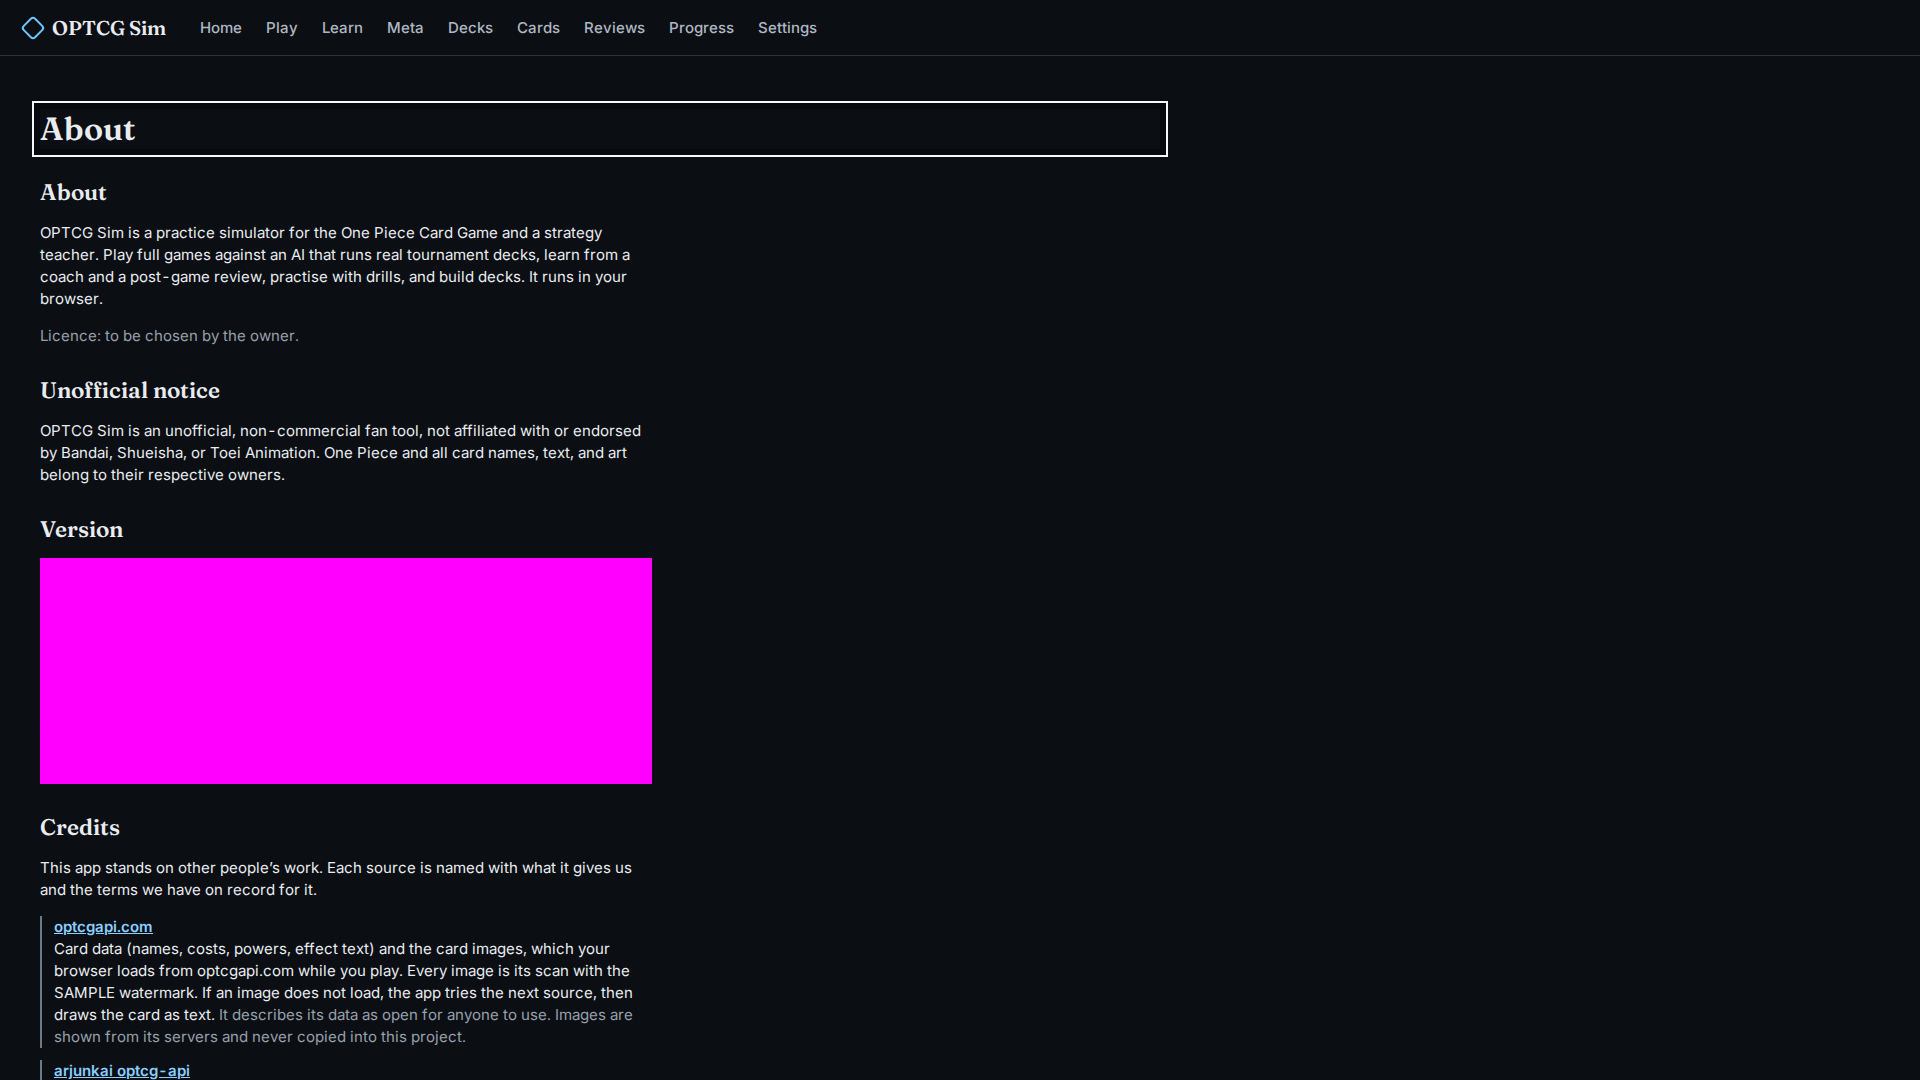 OPTCG Sim Home Play Learn Meta Decks Cards Reviews Progress Settings
About
About
OPTCG Sim is a practice simulator for the One Piece Card Game and a strategy
teacher. Play full games against an AI that runs real tournament decks, learn from a
coach and a post-game review, practise with drills, and build decks. It runs in your
browser.
Licence: to be chosen by the owner.
Unofficial notice
OPTCG Sim is an unofficial, non-commercial fan tool, not affiliated with or endorsed
by Bandai, Shueisha, or Toei Animation. One Piece and all card names, text, and art
belong to their respective owners.
Version
Credits
This app stands on other people’s work. Each source is named with what it gives us
and the terms we have on record for it.
optcgapi.com
Card data (names, costs, powers, effect text) and the card images, which your
browser loads from optcgapi.com while you play. Every image is its scan with the
SAMPLE watermark. If an image does not load, the app tries the next source, then
draws the card as text. It describes its data as open for anyone to use. Images are
shown from its servers and never copied into this project.
arjunkai optcg-api